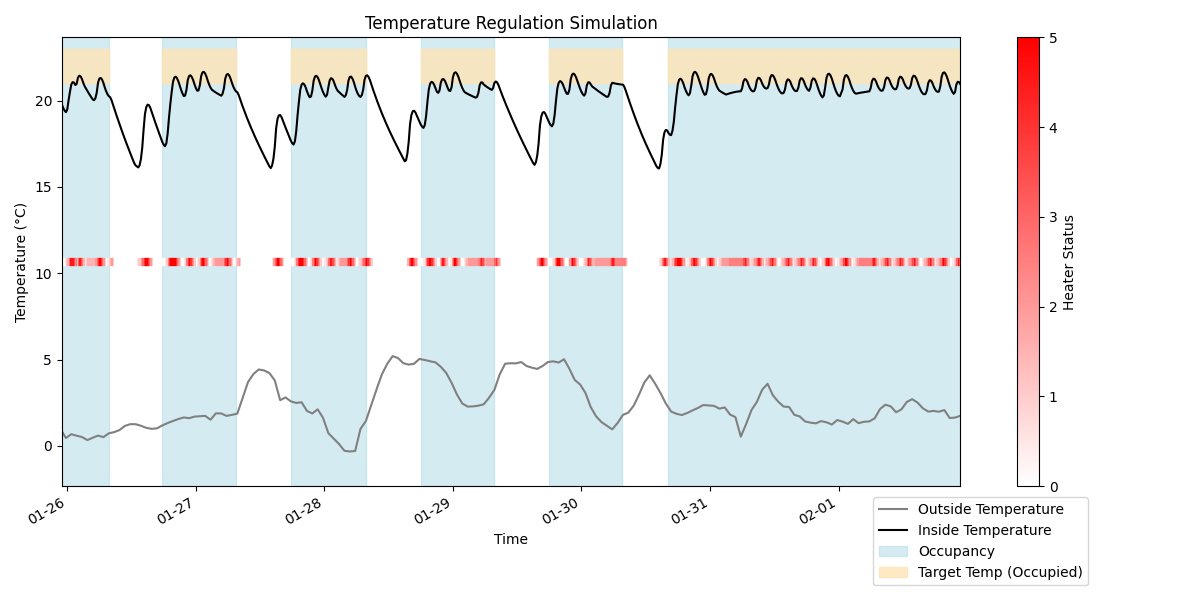 Temperature Regulation Simulation
Temperature (°C)
20
15
10
5
0
01-26
01-27
01-28
01-29
01-30
01-31
02-01
Time
5
4
3
2
1
0
Heater Status
Outside Temperature
Inside Temperature
Occupancy
Target Temp (Occupied)